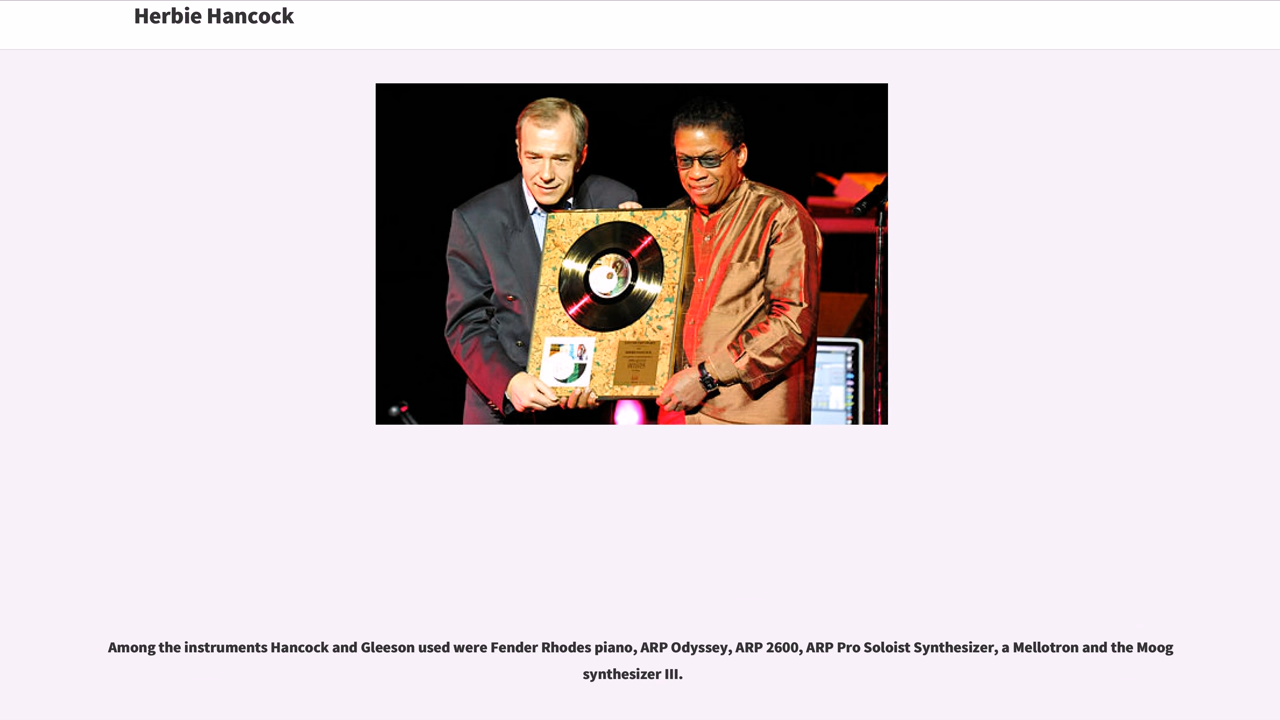 Herbie Hancock
Among the instruments Hancock and Gleeson used were Fender Rhodes piano, ARP Odyssey, ARP 2600, ARP Pro Soloist Synthesizer, a Mellotron and the Moog
synthesizer III.